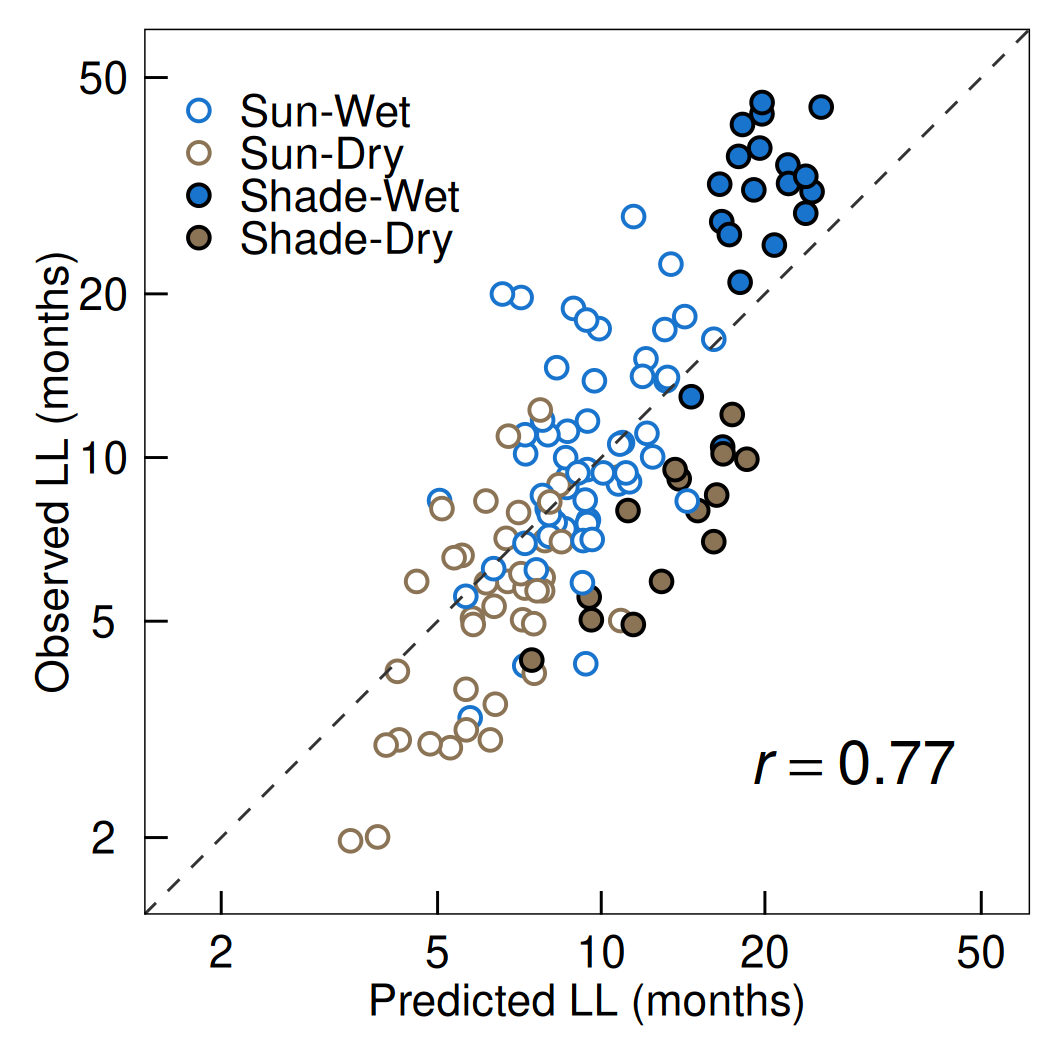 50
20
10
5
2
Observed LL (months)
Sun-Wet
Sun-Dry
Shade-Wet
Shade-Dry
r = 0.77
2 5 10 20 50
Predicted LL (months)